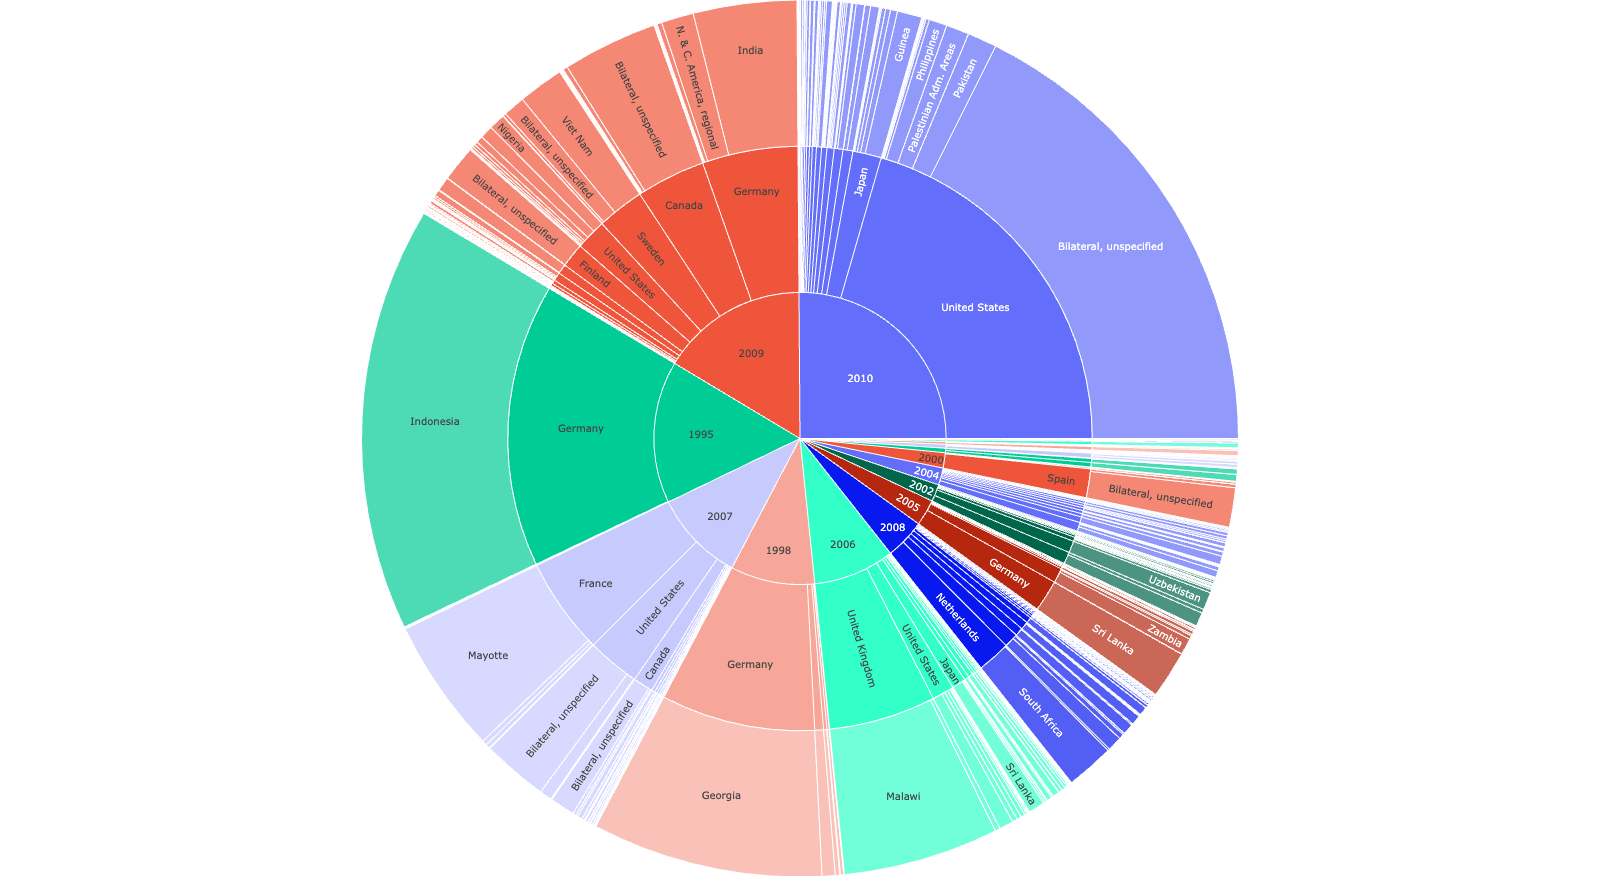 2010
United States
Bilateral, unspecified
Pakistan
Palestinian Adm. Areas
Philippines
Guinea
Japan
2009
Germany
India
N. & C. America, regional
Canada
Bilateral, unspecified
Sweden
Viet Nam
Bilateral, unspecified
United States
Nigeria
Finland
Bilateral, unspecified
1995
Germany
Indonesia
2007
France
Mayotte
United States
Bilateral, unspecified
Canada
Bilateral, unspecified
1998
Germany
Georgia
2006
United Kingdom
Malawi
United States
Sri Lanka
Japan
2008
Netherlands
South Africa
2005
Germany
Sri Lanka
Zambia
2002
Uzbekistan
2004
2000
Spain
Bilateral, unspecified